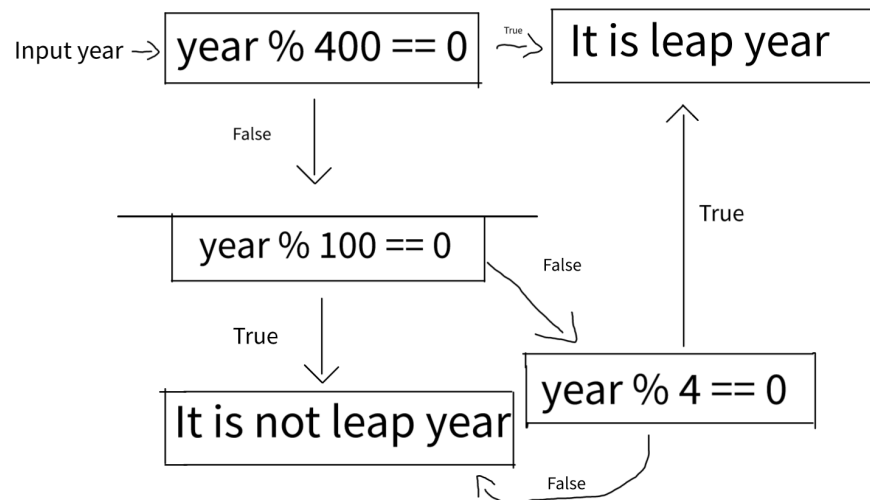 Input year
year % 400 == 0
True
It is leap year
False
True
year % 100 == 0
False
True
year % 4 == 0
It is not leap year
False